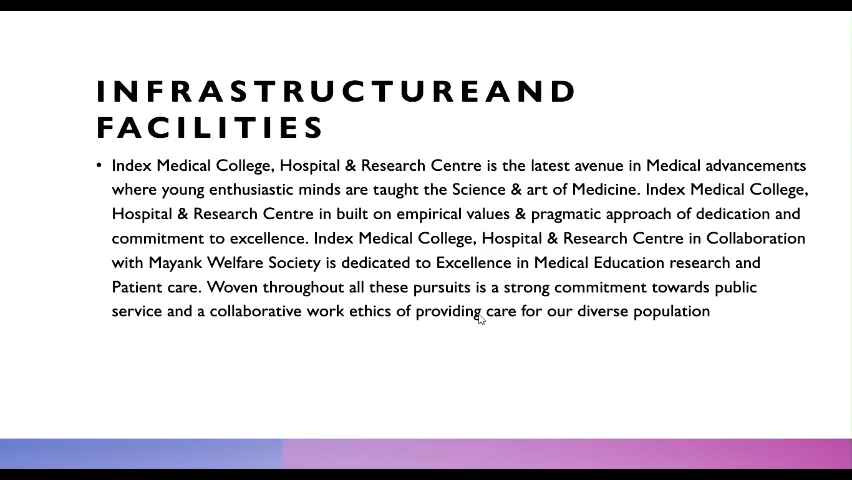 INFRASTRUCTUREAND
FACILITIES
• Index Medical College, Hospital & Research Centre is the latest avenue in Medical advancements
where young enthusiastic minds are taught the Science & art of Medicine. Index Medical College,
Hospital & Research Centre in built on empirical values & pragmatic approach of dedication and
commitment to excellence. Index Medical College, Hospital & Research Centre in Collaboration
with Mayank Welfare Society is dedicated to Excellence in Medical Education research and
Patient care. Woven throughout all these pursuits is a strong commitment towards public
service and a collaborative work ethics of providing care for our diverse population